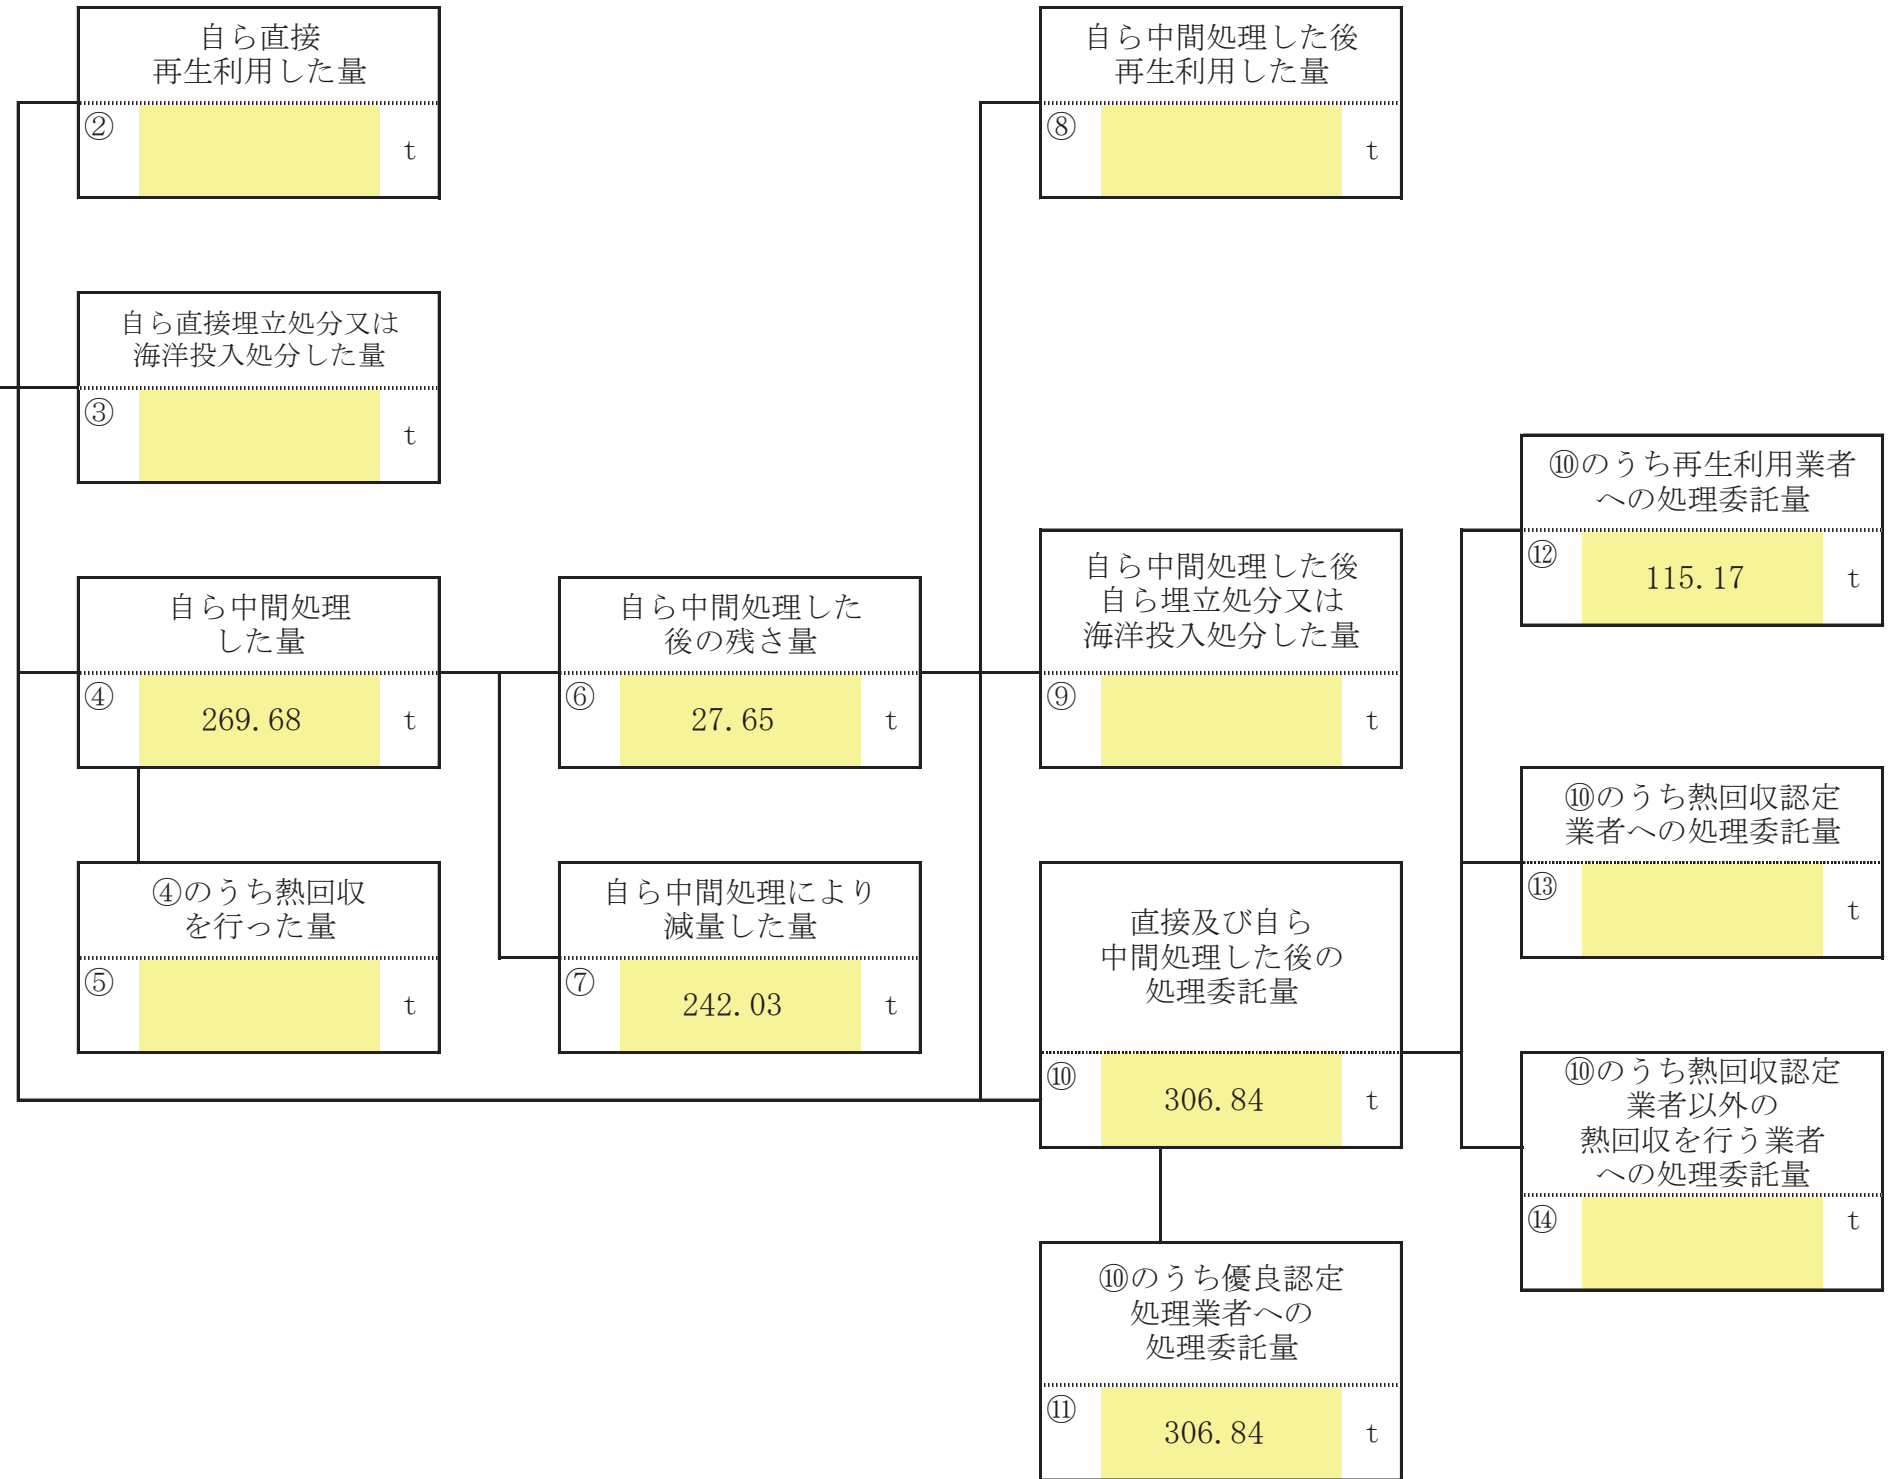 自ら直接
再生利用した量
②
t
自ら中間処理した後
再生利用した量
⑧
t
自ら直接埋立処分又は
海洋投入処分した量
③
t
⑩のうち再生利用業者
への処理委託量
⑫
115.17
t
自ら中間処理
した量
④
269.68
t
自ら中間処理した
後の残さ量
⑥
27.65
t
自ら中間処理した後
自ら埋立処分又は
海洋投入処分した量
⑨
t
⑩のうち熱回収認定
業者への処理委託量
⑬
t
④のうち熱回収
を行った量
⑤
t
自ら中間処理により
減量した量
⑦
242.03
t
直接及び自ら
中間処理した後の
処理委託量
⑩
306.84
t
⑩のうち熱回収認定
業者以外の
熱回収を行う業者
への処理委託量
⑭
t
⑩のうち優良認定
処理業者への
処理委託量
⑪
306.84
t